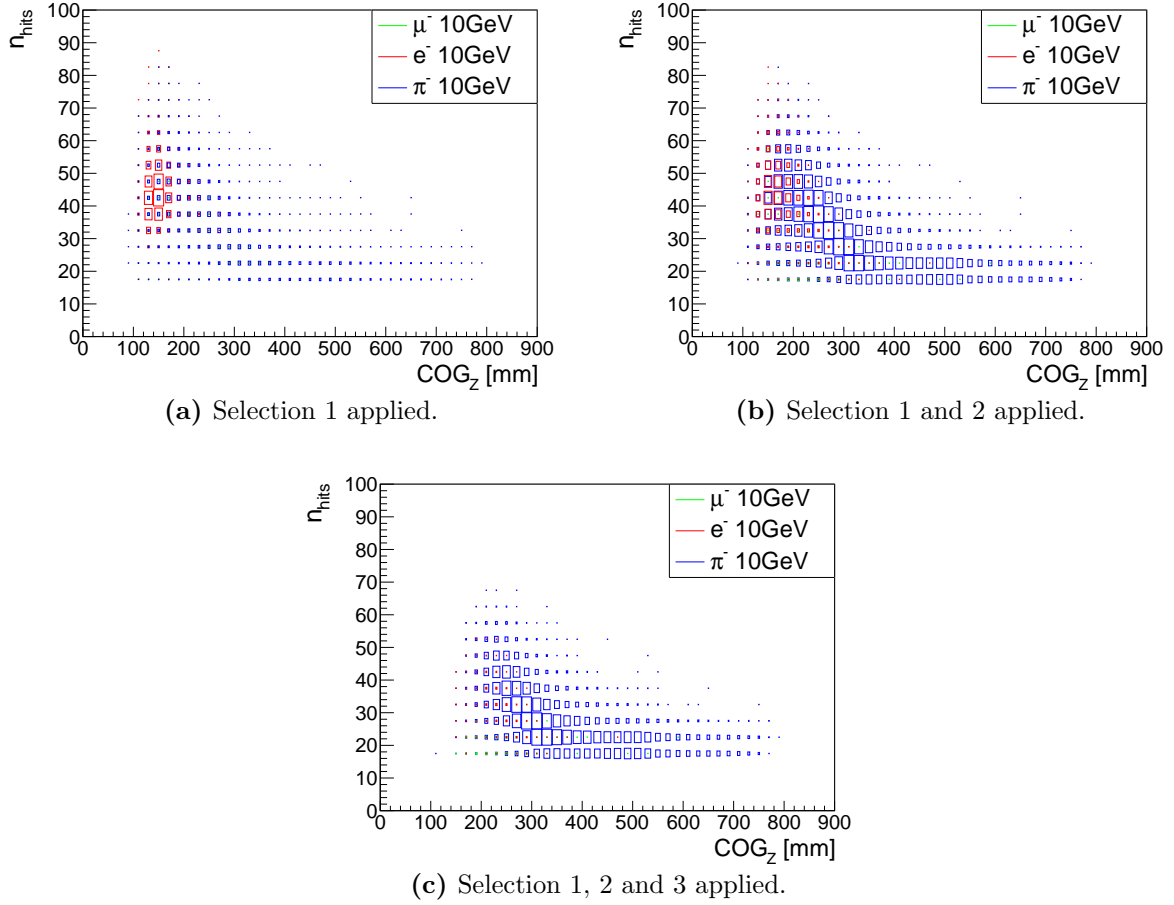 n_hits
100
90
80
70
60
50
40
30
20
10
0
0 100 200 300 400 500 600 700 800 900
COG_Z [mm]
μ⁻ 10GeV
e⁻ 10GeV
π⁻ 10GeV
(a) Selection 1 applied.
n_hits
100
90
80
70
60
50
40
30
20
10
0
0 100 200 300 400 500 600 700 800 900
COG_Z [mm]
μ⁻ 10GeV
e⁻ 10GeV
π⁻ 10GeV
(b) Selection 1 and 2 applied.
n_hits
100
90
80
70
60
50
40
30
20
10
0
0 100 200 300 400 500 600 700 800 900
COG_Z [mm]
μ⁻ 10GeV
e⁻ 10GeV
π⁻ 10GeV
(c) Selection 1, 2 and 3 applied.